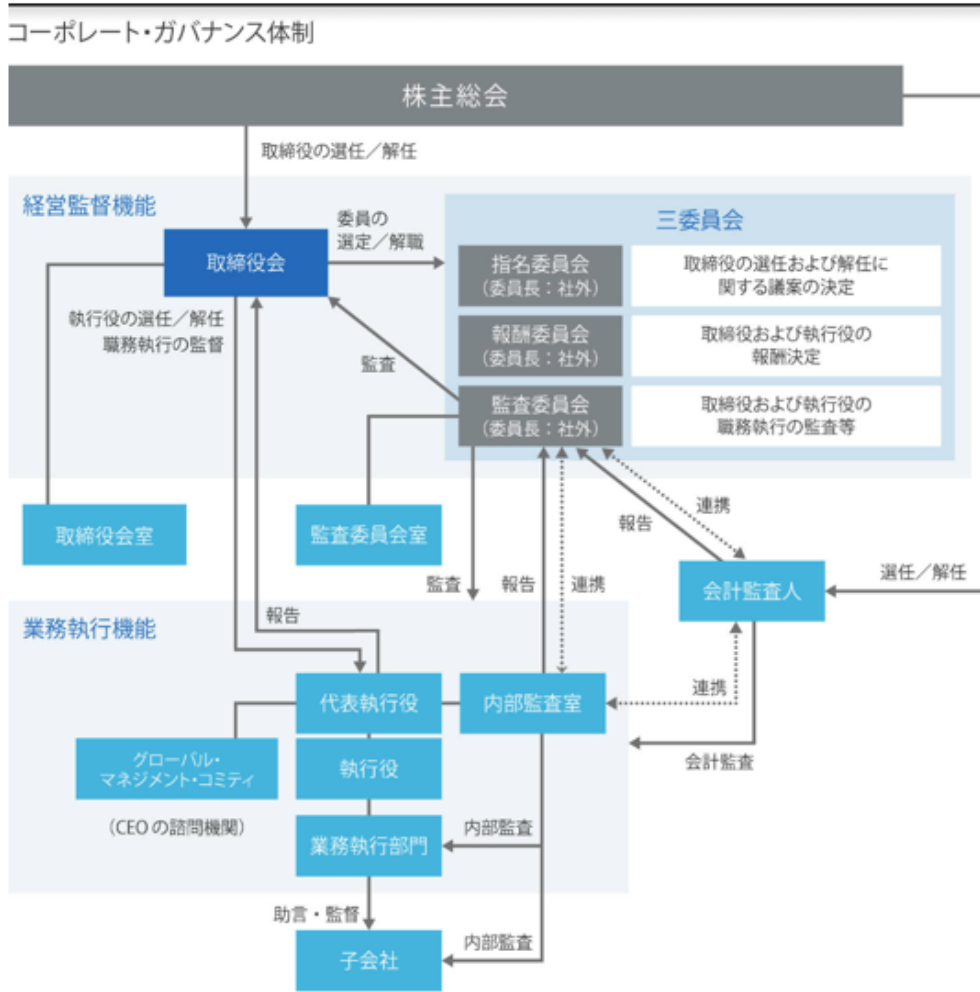 コーポレート・ガバナンス体制
株主総会
取締役の選任／解任
経営監督機能
取締役会
委員の
選定／解職
三委員会
指名委員会
（委員長：社外）
取締役の選任および解任に
関する議案の決定
報酬委員会
（委員長：社外）
取締役および執行役の
報酬決定
監査委員会
（委員長：社外）
取締役および執行役の
職務執行の監査等
執行役の選任／解任
職務執行の監督
監査
取締役会室
監査委員会室
連携
報告
会計監査人
選任／解任
監査
報告
連携
業務執行機能
報告
代表執行役
内部監査室
連携
会計監査
グローバル・
マネジメント・コミティ
（CEOの諮問機関）
執行役
業務執行部門
内部監査
助言・監督
子会社
内部監査